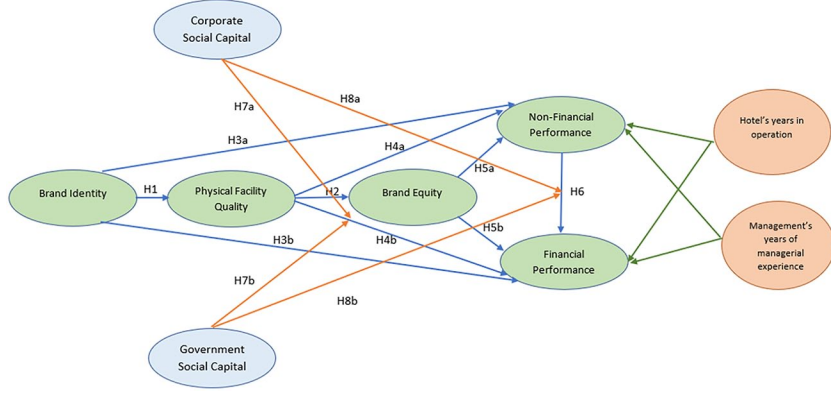 Corporate
Social Capital
H8a
H7a
Non-Financial
Performance
Hotel's years in
operation
H3a
H4a
H5a
Brand Identity
H1
Physical Facility
Quality
H2
Brand Equity
H6
H5b
H3b
H4b
Management's
years of
managerial
experience
Financial
Performance
H7b
H8b
Government
Social Capital